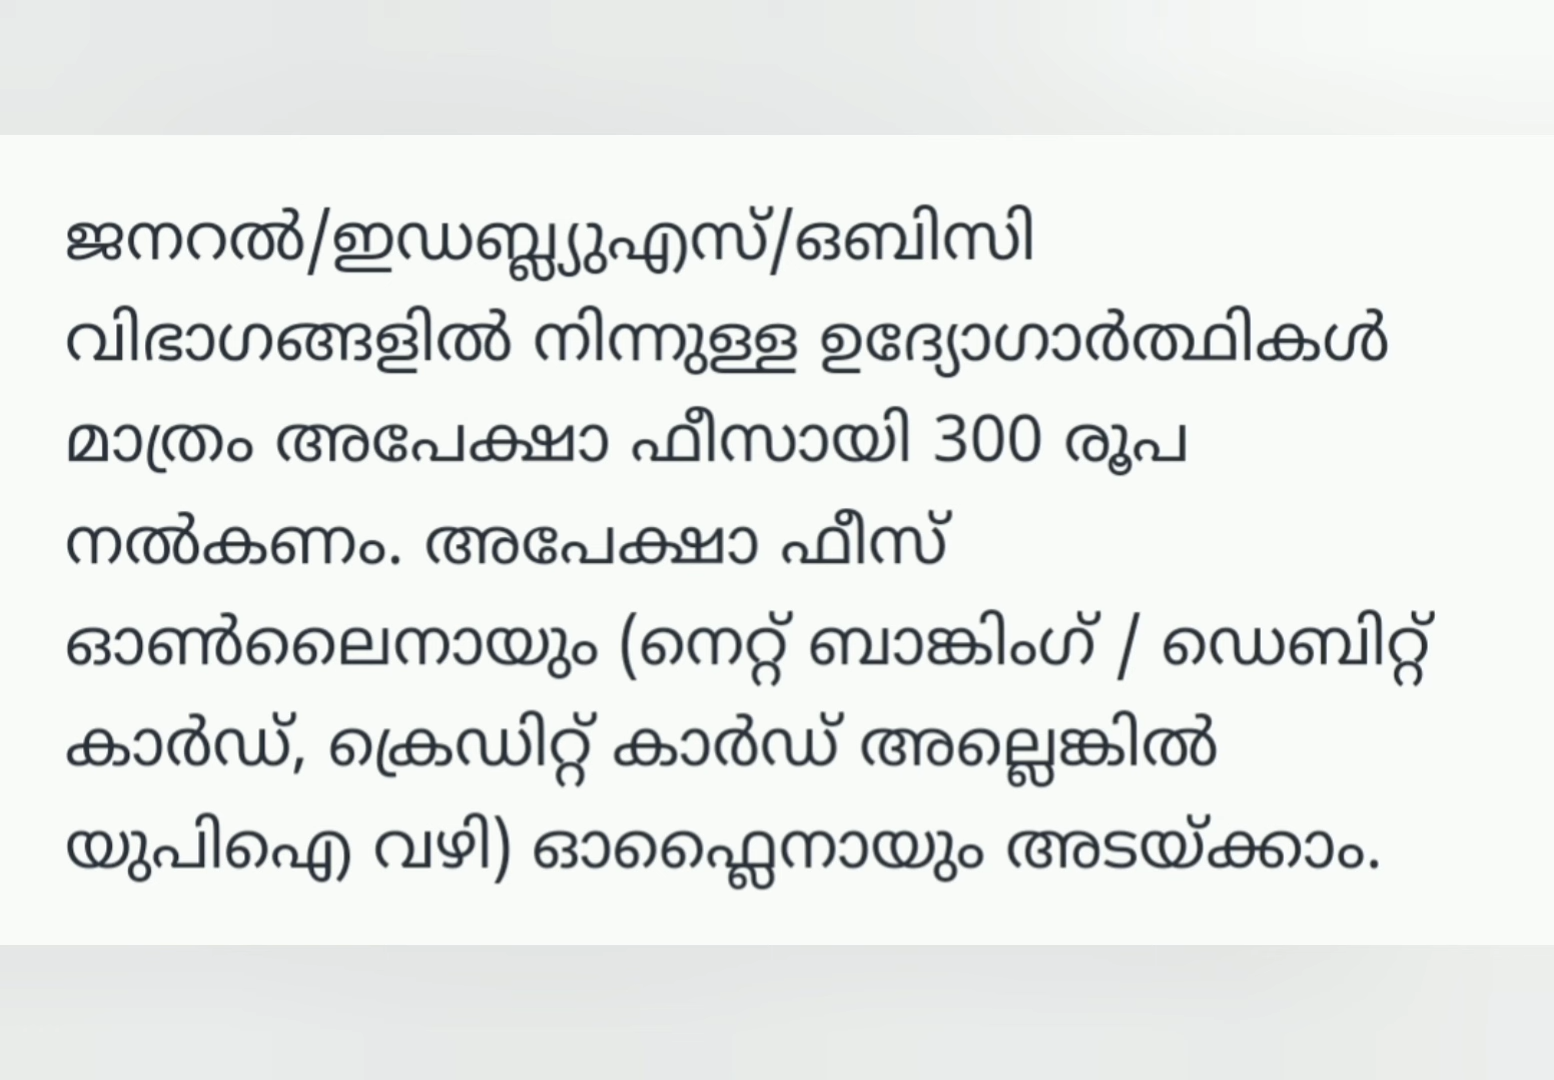 ജനറൽ/ഇഡബ്ല്യുഎസ്/ഒബിസി
വിഭാഗങ്ങളിൽ നിന്നുള്ള ഉദ്യോഗാർത്ഥികൾ
മാത്രം അപേക്ഷാ ഫീസായി 300 രൂപ
നൽകണം. അപേക്ഷാ ഫീസ്
ഓൺലൈനായും (നെറ്റ് ബാങ്കിംഗ് / ഡെബിറ്റ്
കാർഡ്, ക്രെഡിറ്റ് കാർഡ് അല്ലെങ്കിൽ
യുപിഐ വഴി) ഓഫ്ലൈനായും അടയ്ക്കാം.